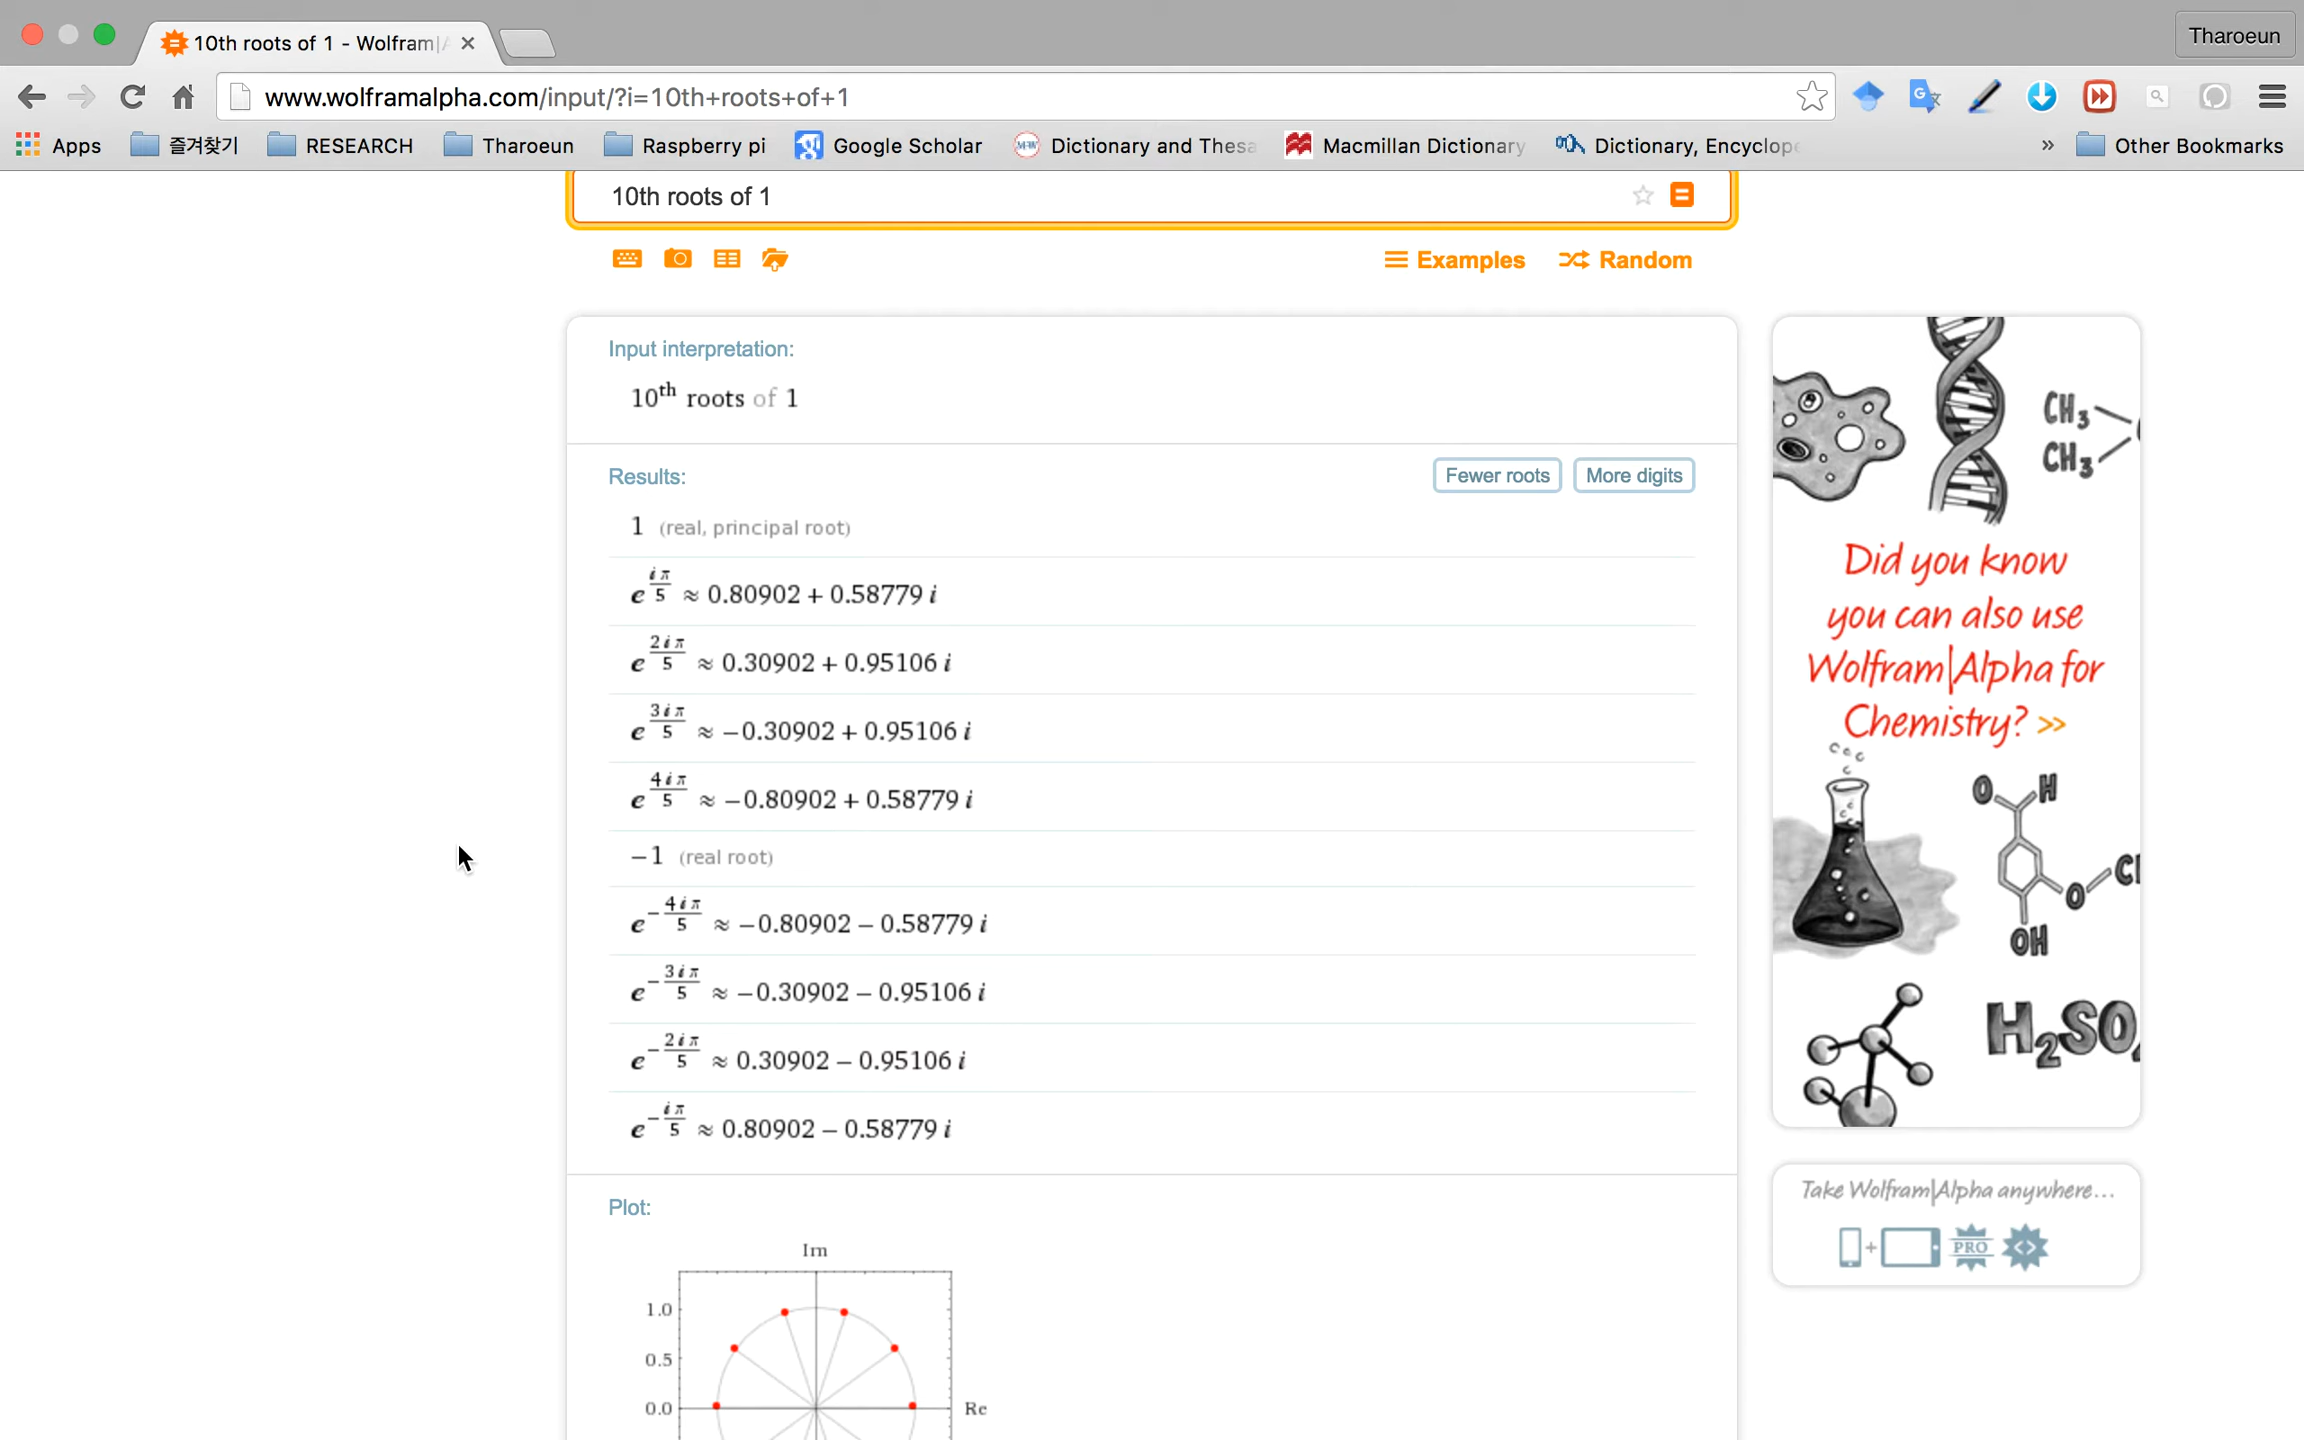 10th roots of 1 - Wolfram|
Tharoeun
www.wolframalpha.com/input/?i=10th+roots+of+1
Apps 즐겨찾기 RESEARCH Tharoeun Raspberry pi Google Scholar Dictionary and Thesa Macmillan Dictionary Dictionary, Encyclop » Other Bookmarks
10th roots of 1
Examples Random
Input interpretation:
10^th roots of 1
Results: Fewer roots More digits
1 (real, principal root)
e^(iπ/5) ≈ 0.80902 + 0.58779 i
e^(2iπ/5) ≈ 0.30902 + 0.95106 i
e^(3iπ/5) ≈ −0.30902 + 0.95106 i
e^(4iπ/5) ≈ −0.80902 + 0.58779 i
−1 (real root)
e^(−4iπ/5) ≈ −0.80902 − 0.58779 i
e^(−3iπ/5) ≈ −0.30902 − 0.95106 i
e^(−2iπ/5) ≈ 0.30902 − 0.95106 i
e^(−iπ/5) ≈ 0.80902 − 0.58779 i
Plot:
Im
1.0
0.5
0.0
Re
CH3
CH3
Did you know
you can also use
Wolfram|Alpha for
Chemistry? >>
O H
O
OH
H2SO
Take Wolfram|Alpha anywhere...
+ PRO <>